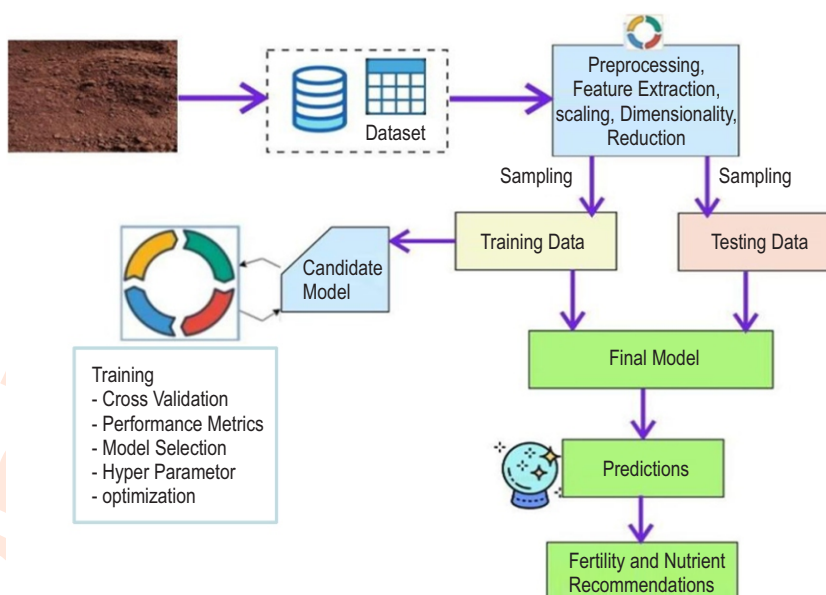 Dataset
Preprocessing,
Feature Extraction,
scaling, Dimensionality,
Reduction
Sampling
Sampling
Training Data
Testing Data
Candidate
Model
Final Model
Training
- Cross Validation
- Performance Metrics
- Model Selection
- Hyper Parametor
- optimization
Predictions
Fertility and Nutrient
Recommendations